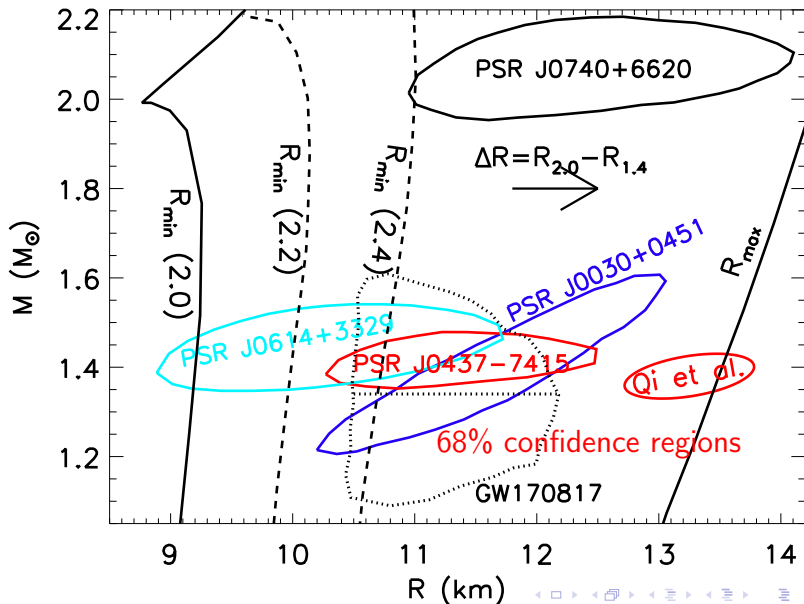 2.2
2.0
1.8
1.6
1.4
1.2
M (M☉)
PSR J0740+6620
ΔR=R2.0−R1.4
Rmin (2.0)
Rmin (2.2)
Rmin (2.4)
Rmax
PSR J0030+0451
PSR J0614+3329
PSR J0437−7415
Qi et al.
68% confidence regions
GW170817
9
10
11
12
13
14
R (km)